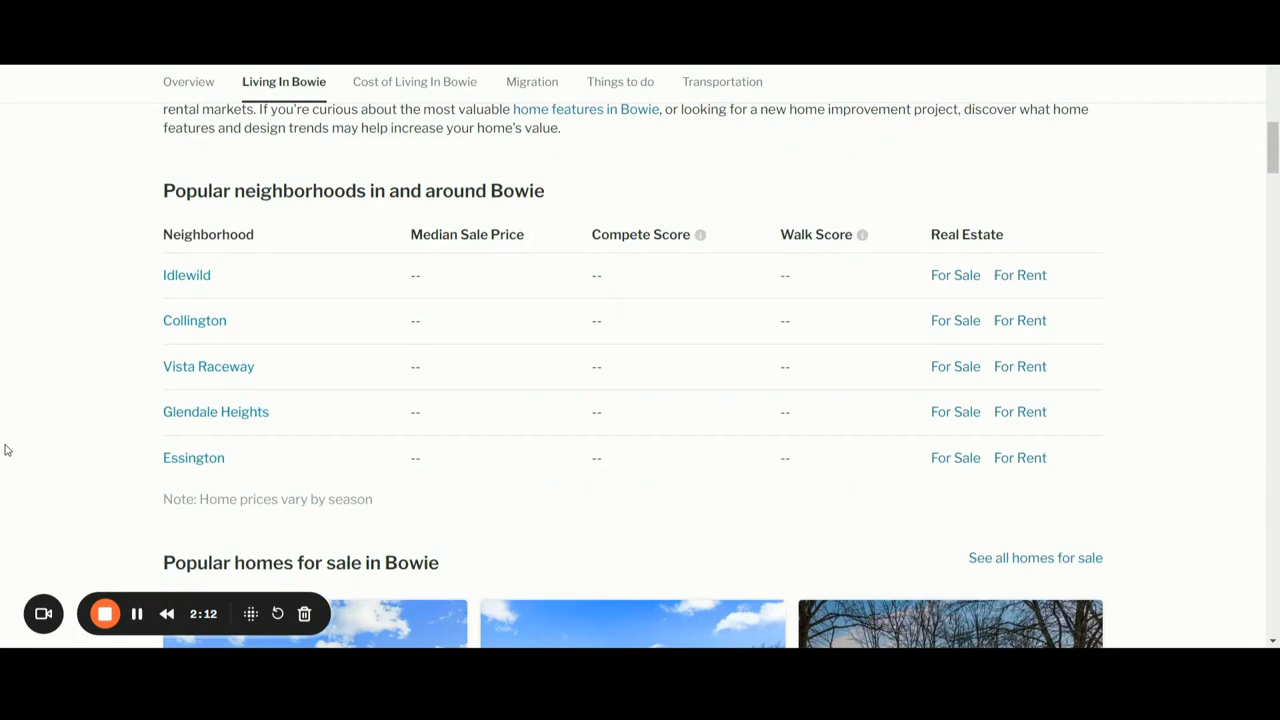 Overview Living In Bowie Cost of Living In Bowie Migration Things to do Transportation
rental markets. If you're curious about the most valuable home features in Bowie, or looking for a new home improvement project, discover what home
features and design trends may help increase your home's value.
Popular neighborhoods in and around Bowie
Neighborhood Median Sale Price Compete Score Walk Score Real Estate
Idlewild -- -- -- For Sale For Rent
Collington -- -- -- For Sale For Rent
Vista Raceway -- -- -- For Sale For Rent
Glendale Heights -- -- -- For Sale For Rent
Essington -- -- -- For Sale For Rent
Note: Home prices vary by season
Popular homes for sale in Bowie See all homes for sale
2:12